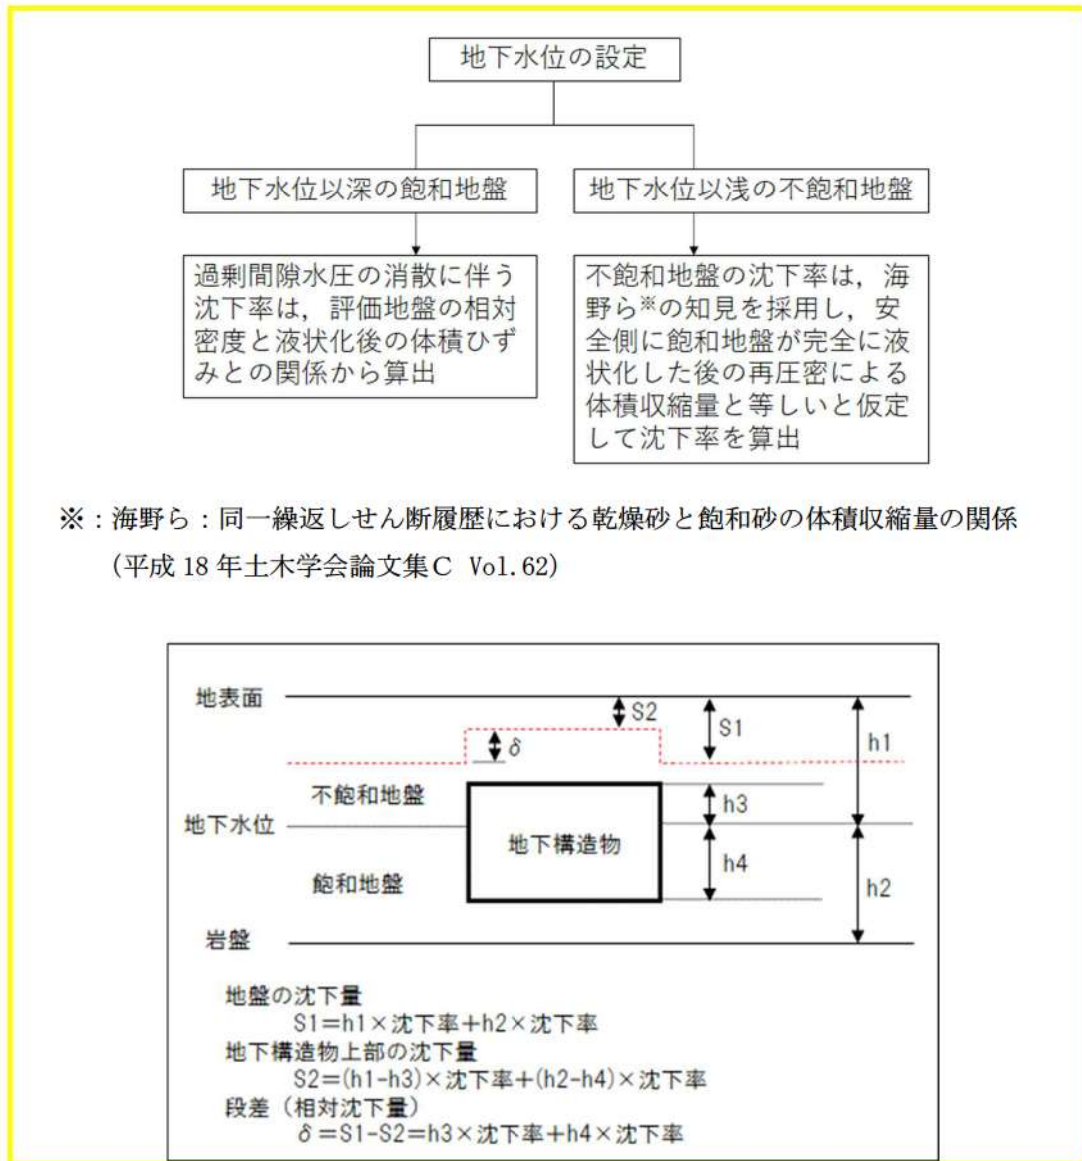 地下水位の設定
地下水位以深の飽和地盤
地下水位以浅の不飽和地盤
過剰間隙水圧の消散に伴う
沈下率は，評価地盤の相対
密度と液状化後の体積ひず
みとの関係から算出
不飽和地盤の沈下率は，海
野ら※の知見を採用し，安
全側に飽和地盤が完全に液
状化した後の再圧密による
体積収縮量と等しいと仮定
して沈下率を算出
※：海野ら：同一繰返しせん断履歴における乾燥砂と飽和砂の体積収縮量の関係
(平成 18 年土木学会論文集C Vol.62)
地表面
S2
S1
δ
h1
不飽和地盤
h3
地下水位
地下構造物
h4
飽和地盤
h2
岩盤
地盤の沈下量
S1＝h1×沈下率＋h2×沈下率
地下構造物上部の沈下量
S2＝(h1-h3)×沈下率＋(h2-h4)×沈下率
段差（相対沈下量）
δ＝S1-S2＝h3×沈下率＋h4×沈下率